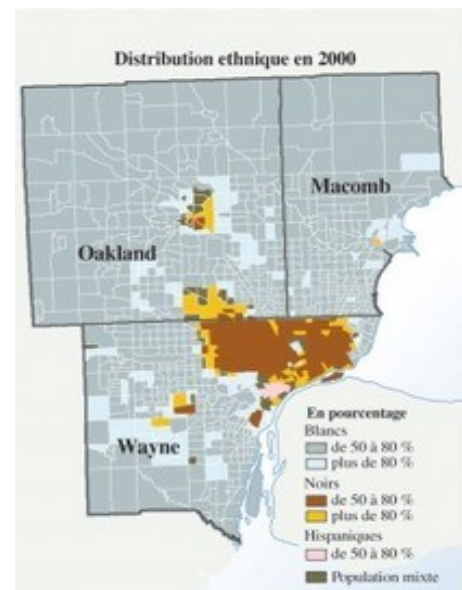 Distribution ethnique en 2000
Macomb
Oakland
Wayne
En pourcentage
Blancs
de 50 à 80 %
plus de 80 %
Noirs
de 50 à 80 %
plus de 80 %
Hispaniques
de 50 à 80 %
Population mixte